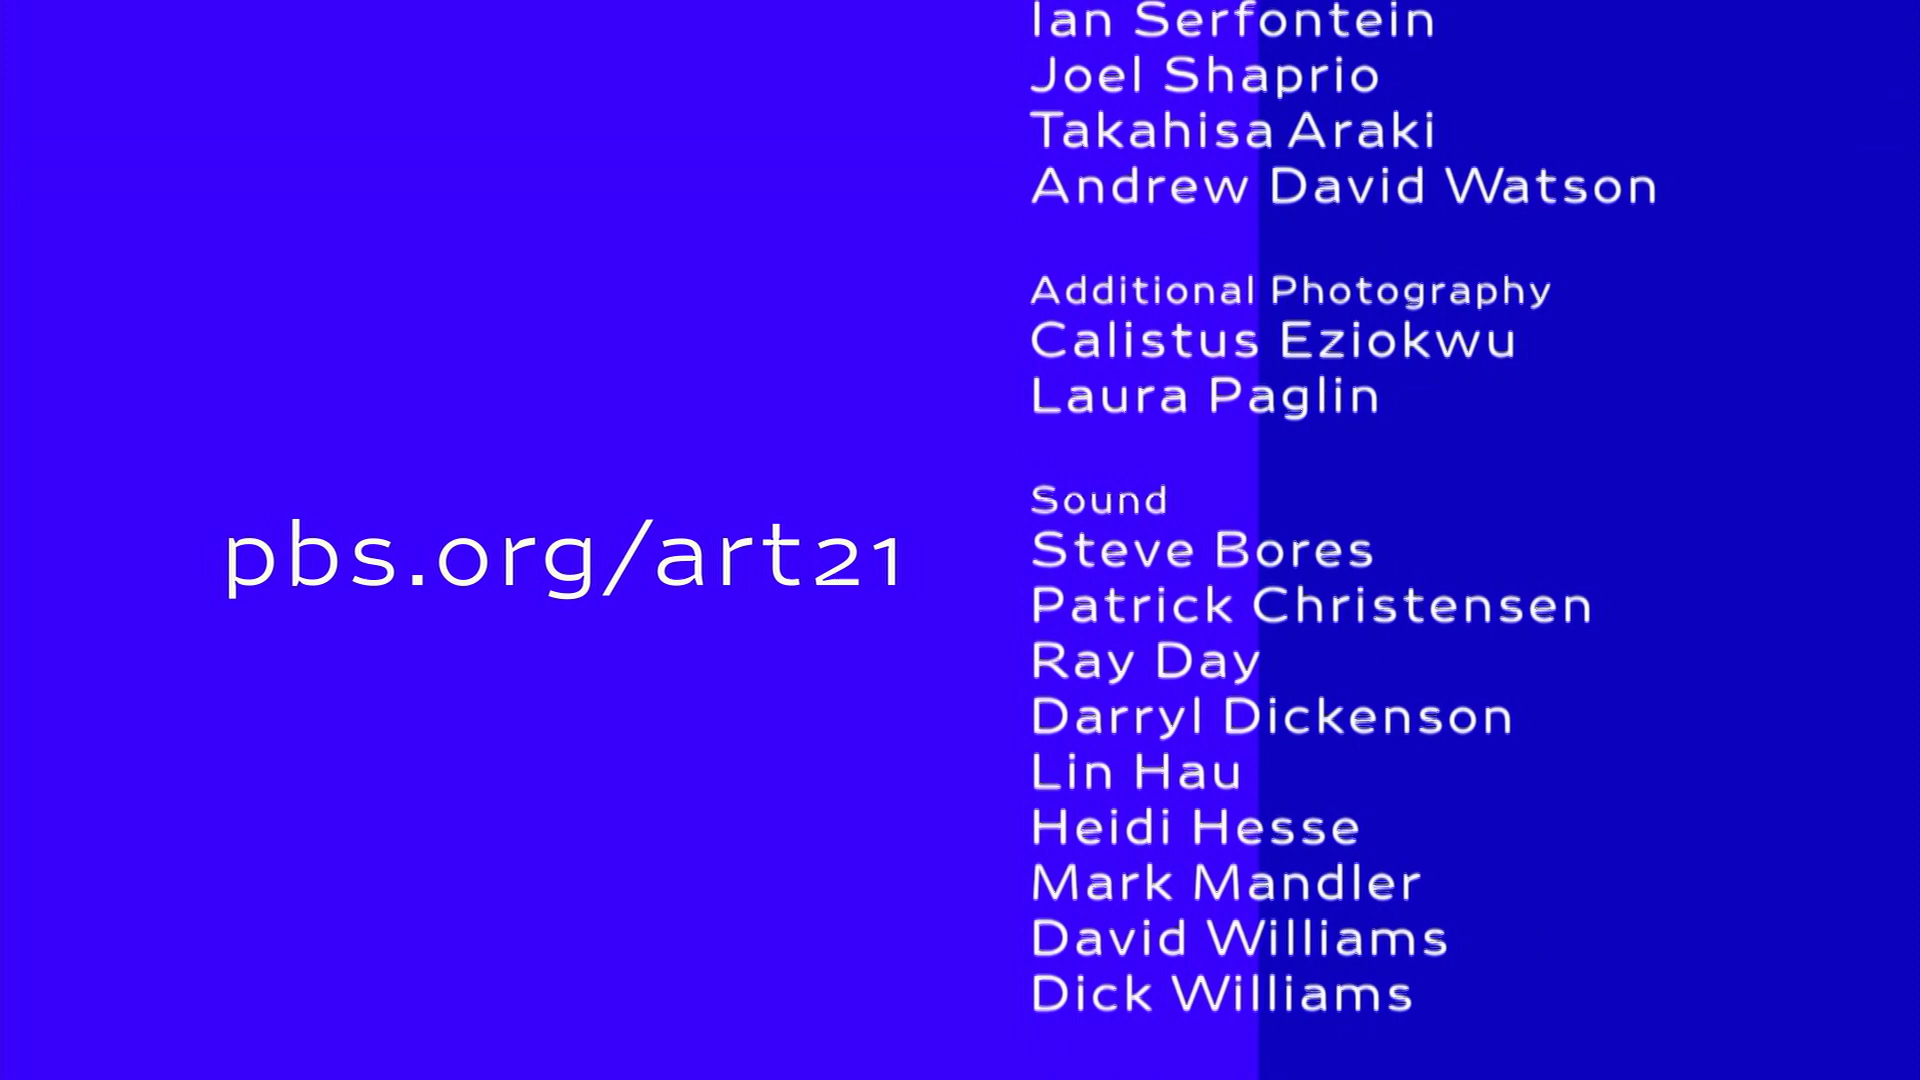 Ian Serfontein
Joel Shaprio
Takahisa Araki
Andrew David Watson
Additional Photography
Calistus Eziokwu
Laura Paglin
Sound
Steve Bores
Patrick Christensen
Ray Day
Darryl Dickenson
Lin Hau
Heidi Hesse
Mark Mandler
David Williams
Dick Williams
pbs.org/art21